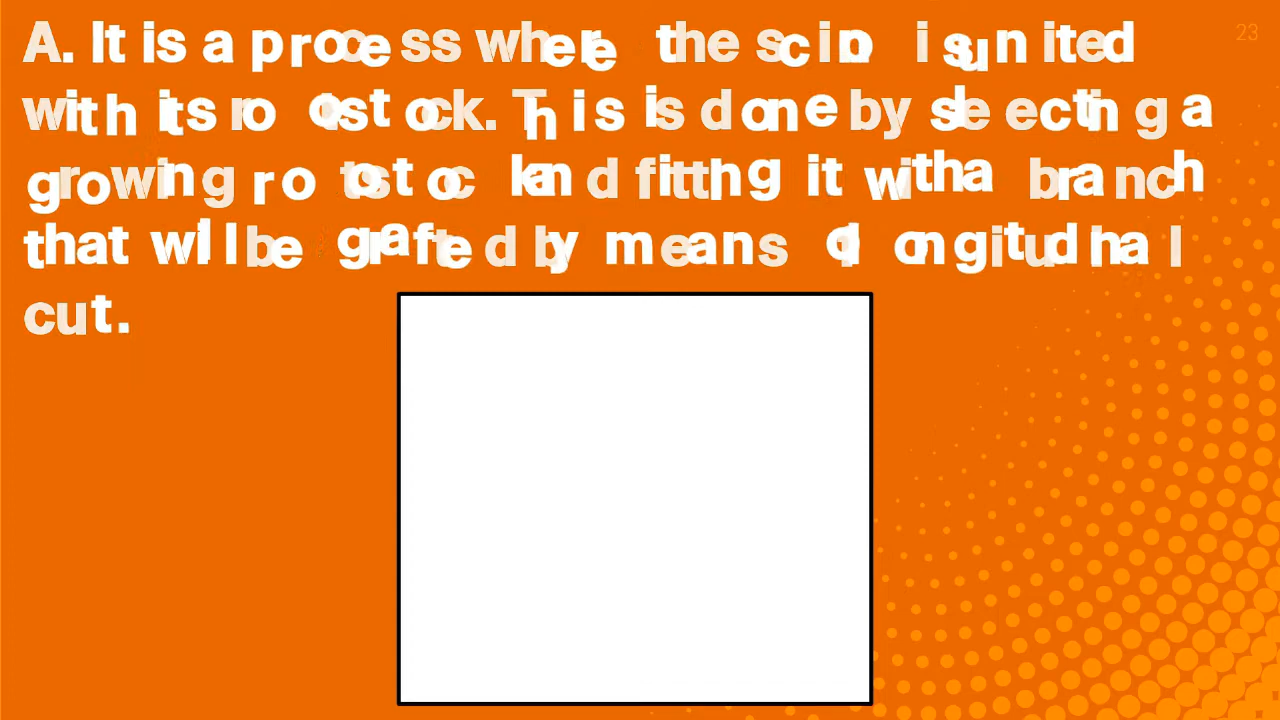 A. It is a process where the scion is united
with its rootstock. This is done by selecting a
growing rootstock and fitting it with a branch
that will be grafted by means of longitudinal
cut.
23